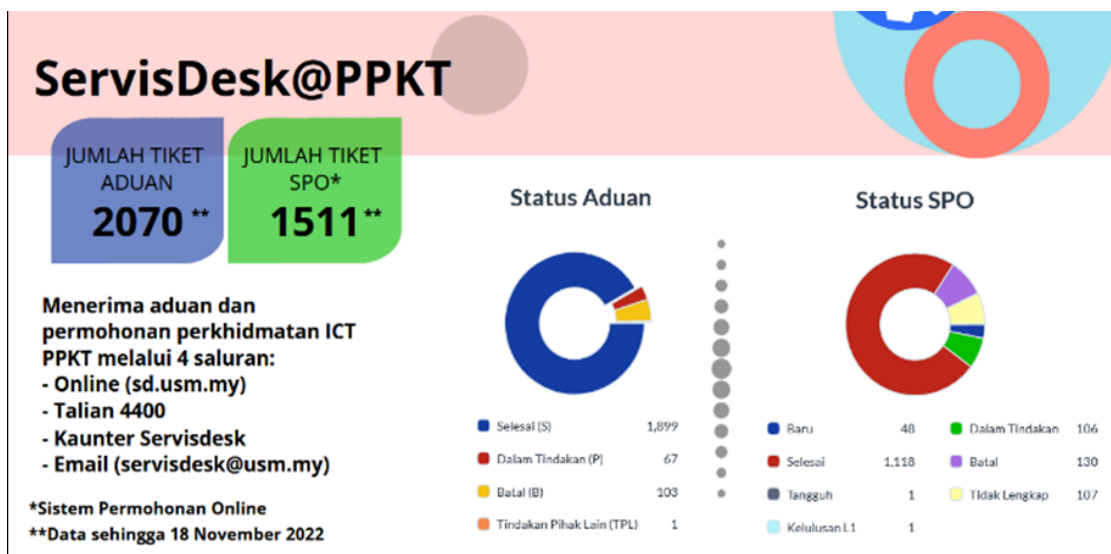 ServisDesk@PPKT
JUMLAH TIKET
ADUAN
2070 **
JUMLAH TIKET
SPO*
1511 **
Menerima aduan dan
permohonan perkhidmatan ICT
PPKT melalui 4 saluran:
- Online (sd.usm.my)
- Talian 4400
- Kaunter Servisdesk
- Email (servisdesk@usm.my)
*Sistem Permohonan Online
**Data sehingga 18 November 2022
Status Aduan
Selesai (S) 1,899
Dalam Tindakan (P) 67
Batal (B) 103
Tindakan Pihak Lain (TPL) 1
Status SPO
Baru 48
Selesai 1,118
Tangguh 1
Kelulusan L1 1
Dalam Tindakan 106
Batal 130
Tidak Lengkap 107